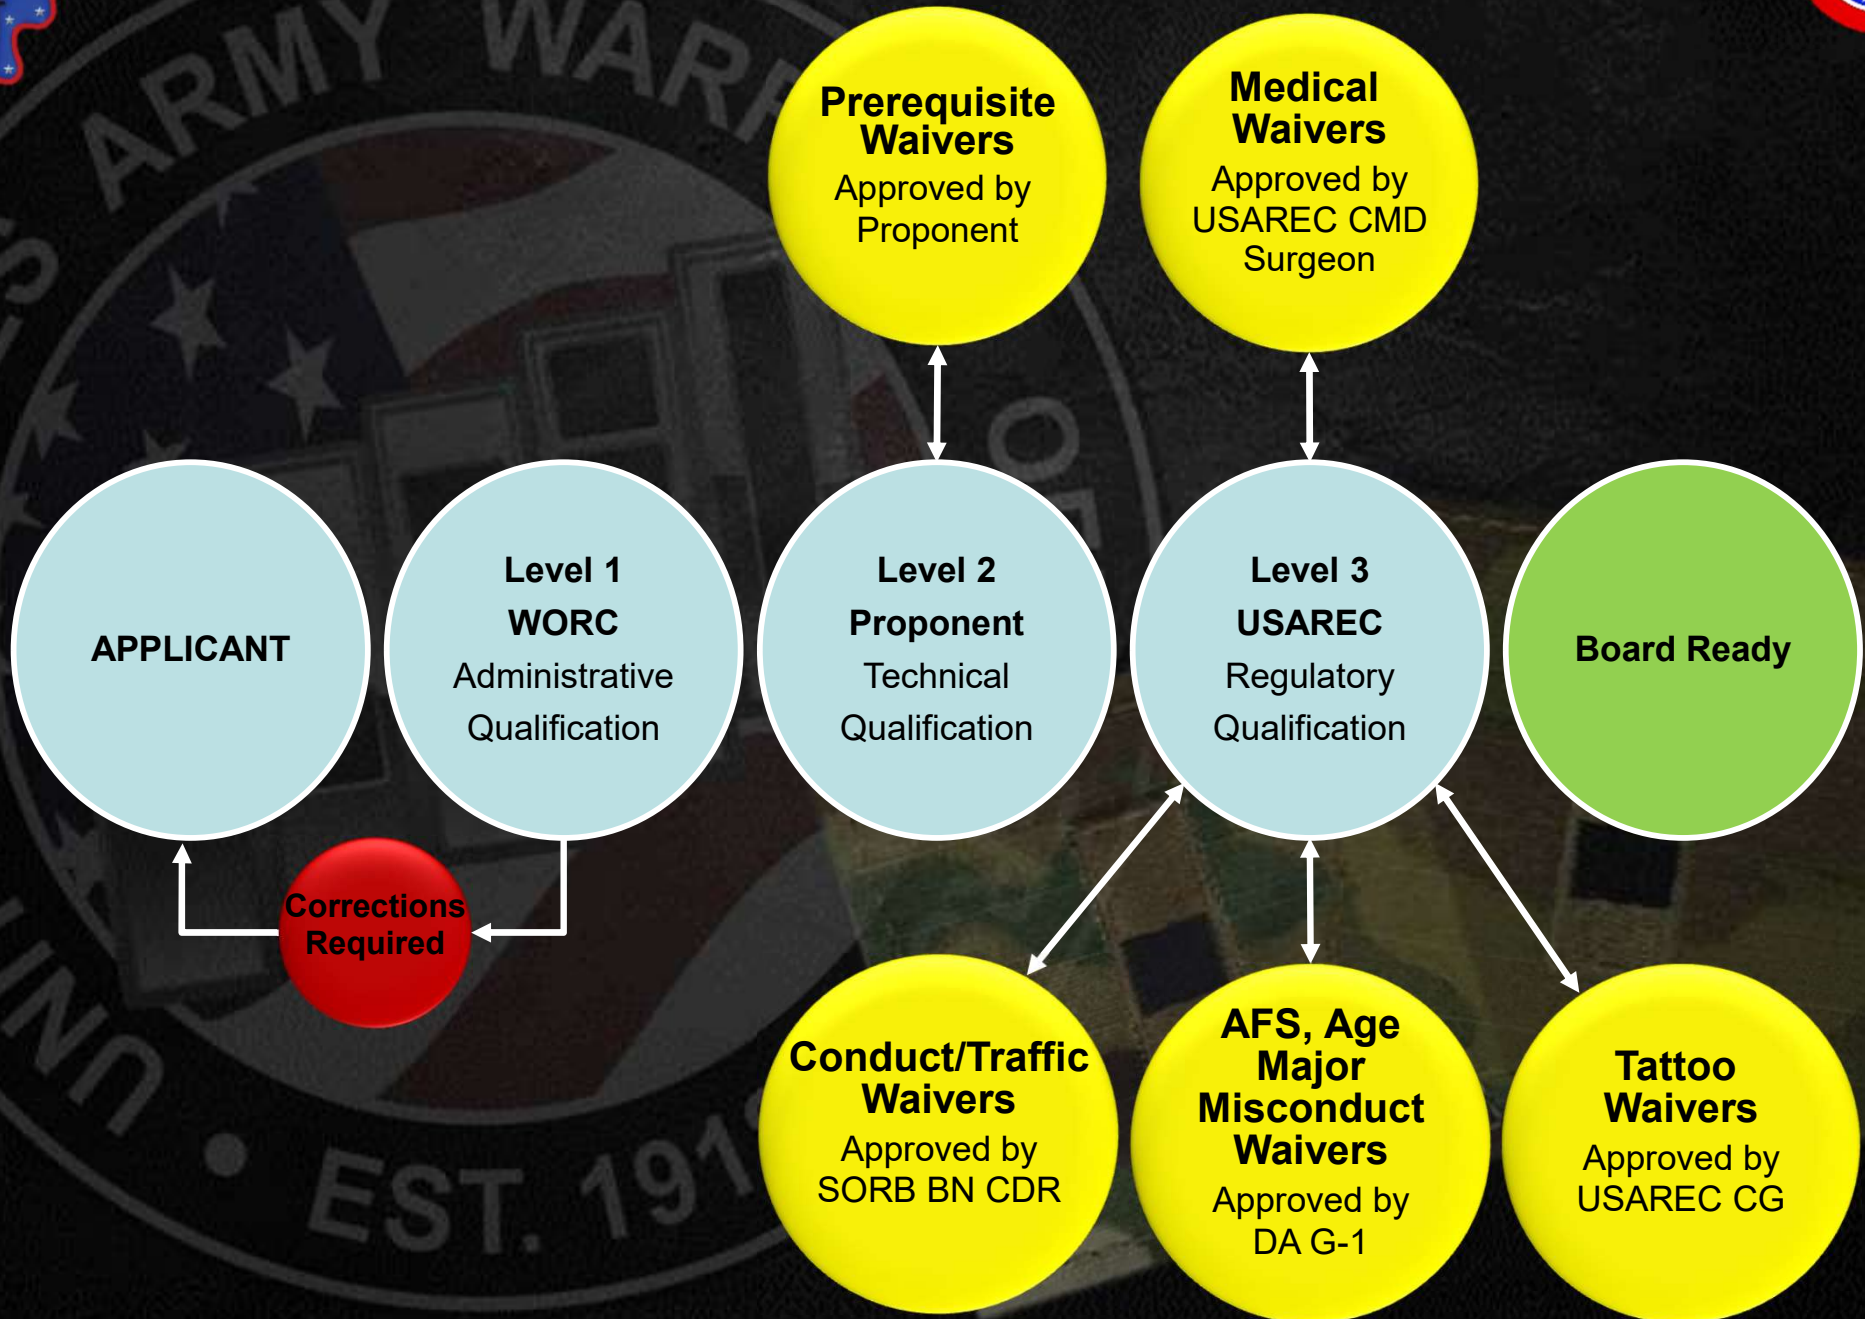 Prerequisite
Waivers
Approved by
Proponent
Medical
Waivers
Approved by
USAREC CMD
Surgeon
APPLICANT
Level 1
WORC
Administrative
Qualification
Level 2
Proponent
Technical
Qualification
Level 3
USAREC
Regulatory
Qualification
Board Ready
Corrections
Required
Conduct/Traffic
Waivers
Approved by
SORB BN CDR
AFS, Age
Major
Misconduct
Waivers
Approved by
DA G-1
Tattoo
Waivers
Approved by
USAREC CG
ARMY
EST.